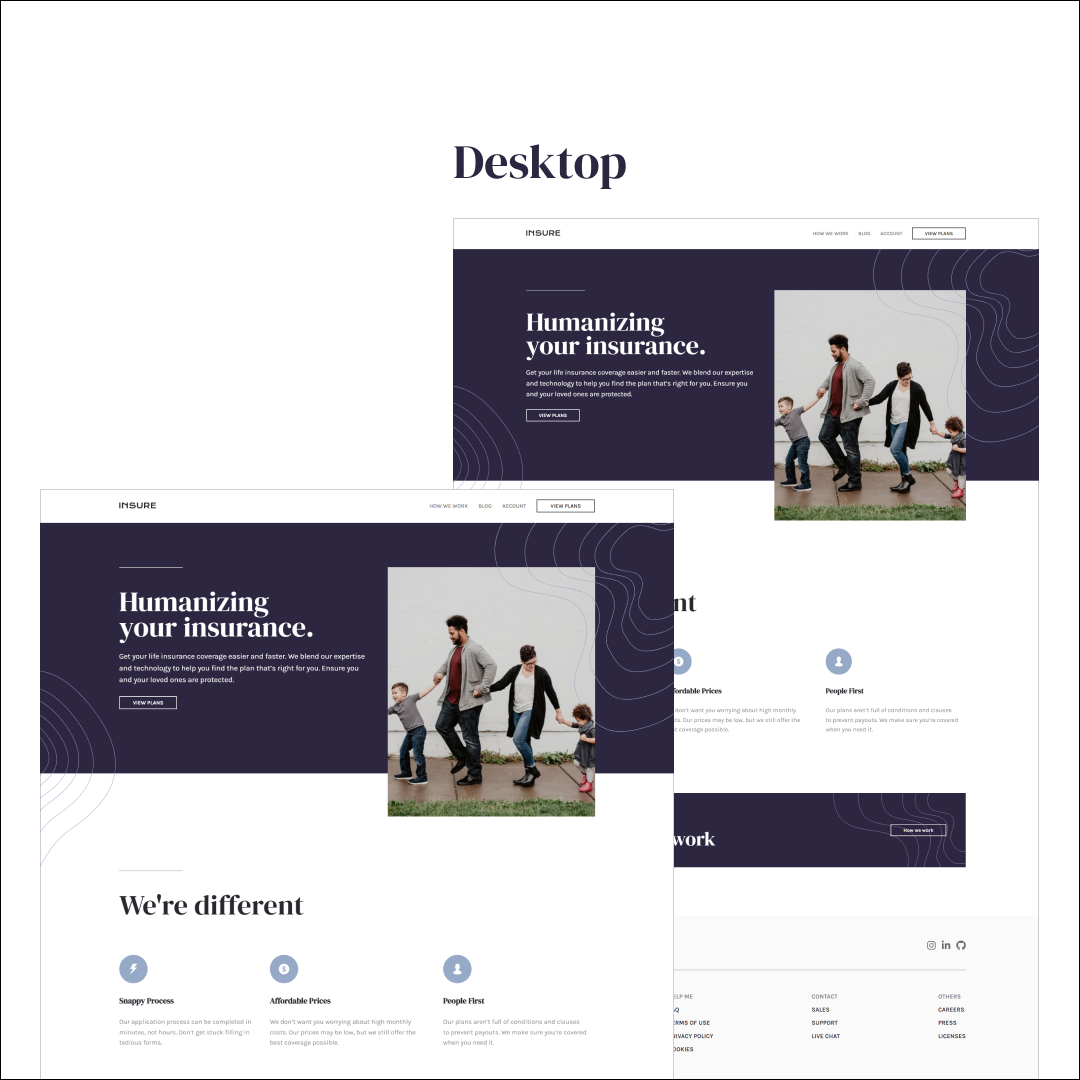 Desktop
INSURE
HOW WE WORK BLOG ACCOUNT VIEW PLANS
Humanizing
your insurance.
Get your life insurance coverage easier and faster. We blend our expertise
and technology to help you find the plan that's right for you. Ensure you
and your loved ones are protected.
VIEW PLANS
nt
fordable Prices
People First
don't want you worrying about high monthly
ts. Our prices may be low, but we still offer the
t coverage possible.
Our plans aren't full of conditions and clauses
to prevent payouts. We make sure you're covered
when you need it.
work
How we work
ELP ME
AQ
ERMS OF USE
RIVACY POLICY
OOKIES
CONTACT
SALES
SUPPORT
LIVE CHAT
OTHERS
CAREERS
PRESS
LICENSES
INSURE
HOW WE WORK BLOG ACCOUNT VIEW PLANS
Humanizing
your insurance.
Get your life insurance coverage easier and faster. We blend our expertise
and technology to help you find the plan that's right for you. Ensure you
and your loved ones are protected.
VIEW PLANS
We're different
Snappy Process
Our application process can be completed in
minutes, not hours. Don't get stuck filling in
tedious forms.
Affordable Prices
We don't want you worrying about high monthly
costs. Our prices may be low, but we still offer the
best coverage possible.
People First
Our plans aren't full of conditions and clauses
to prevent payouts. We make sure you're covered
when you need it.